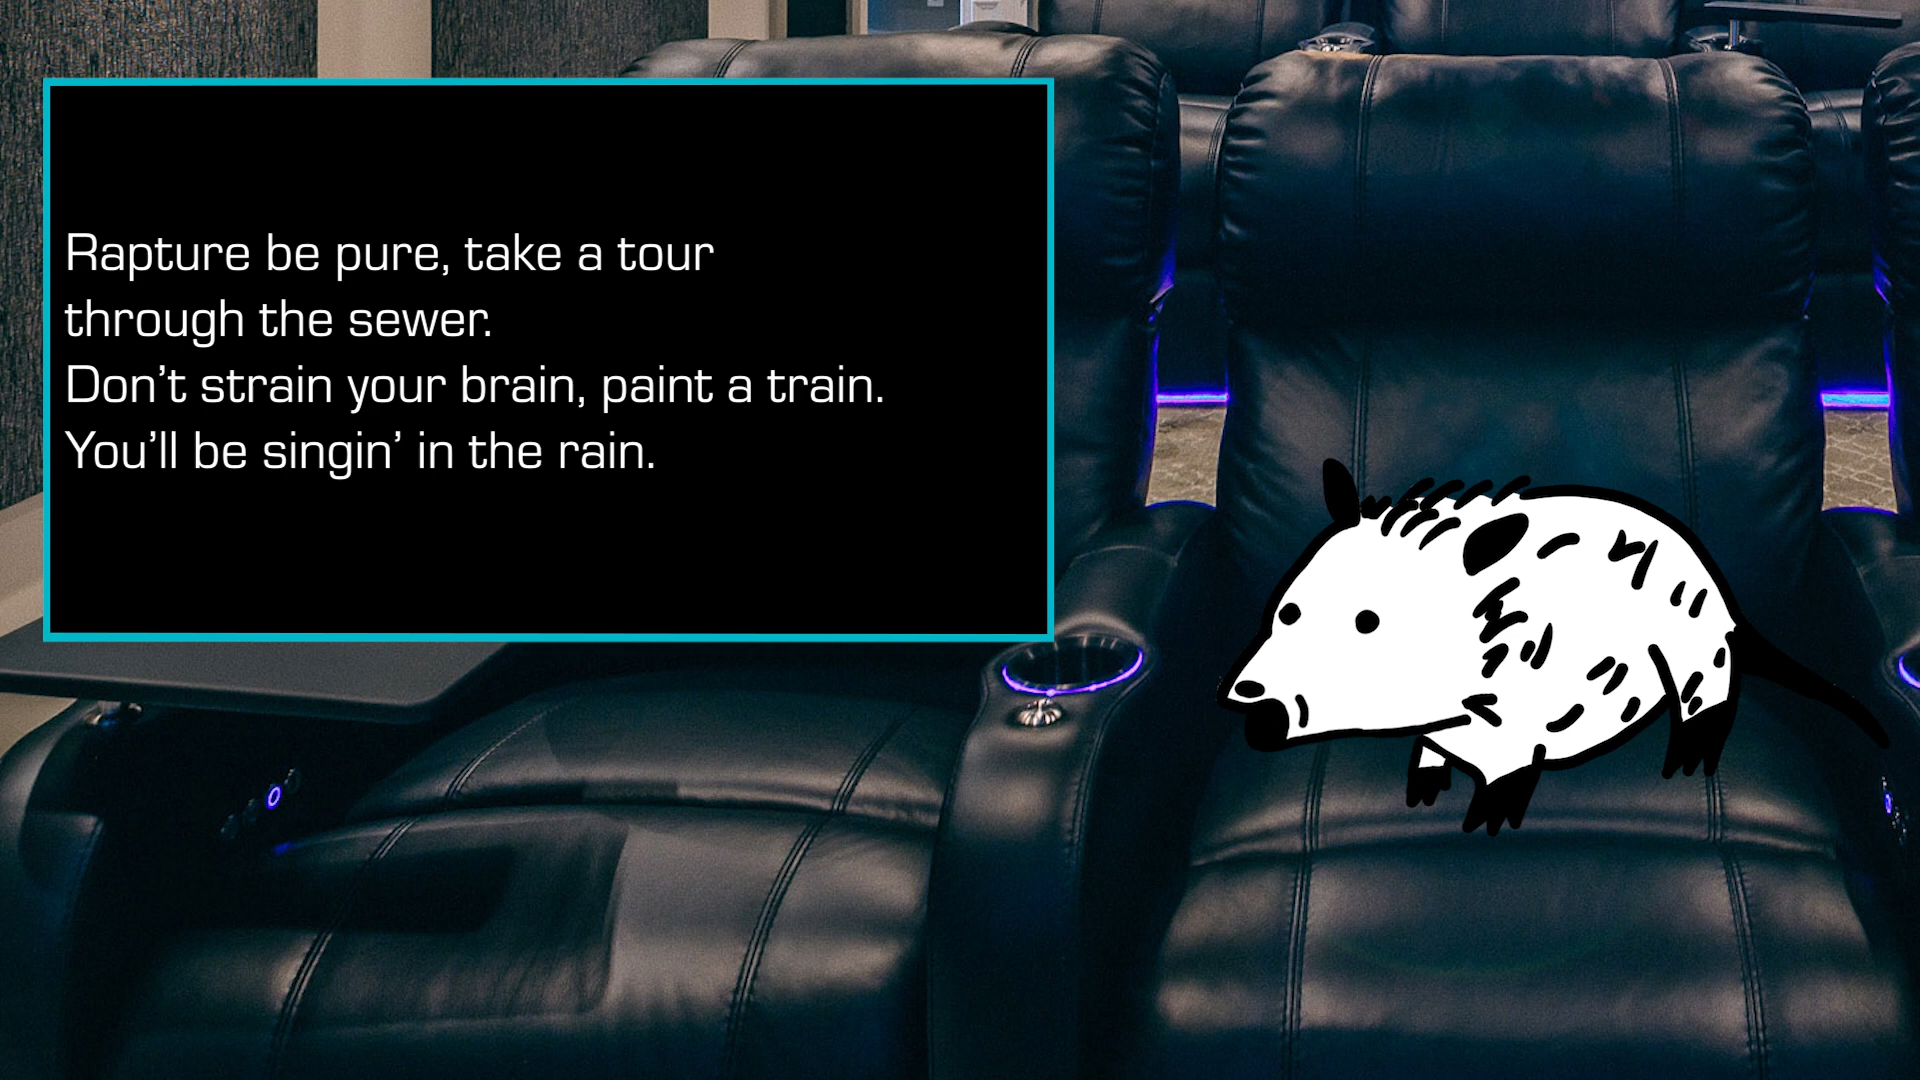 Rapture be pure, take a tour
through the sewer.
Don’t strain your brain, paint a train.
You’ll be singin’ in the rain.